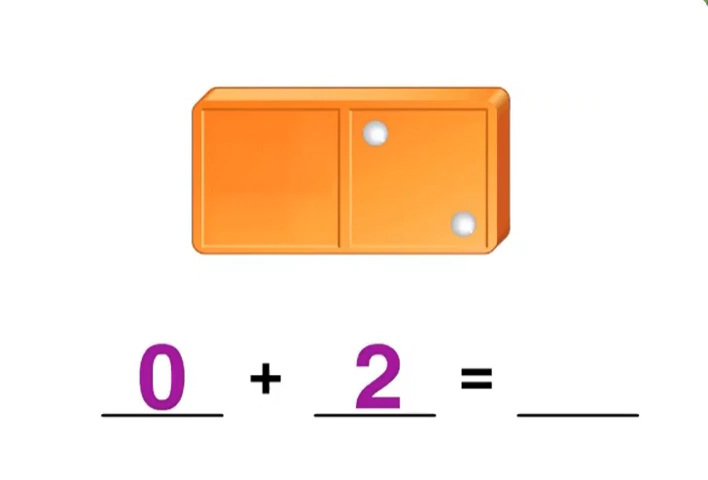 0 + 2 =